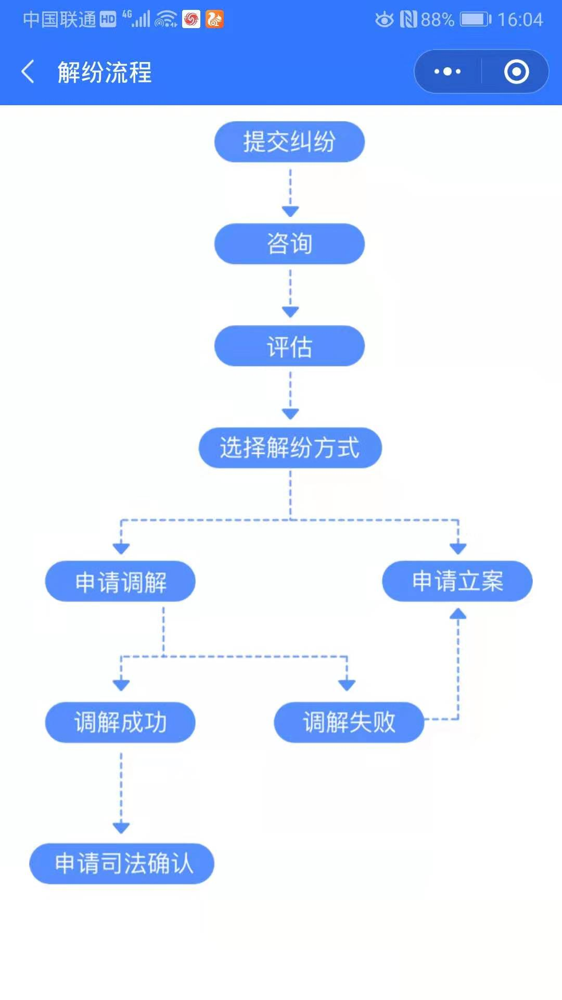 中国联通 HD 4G 88% 16:04
解纷流程
提交纠纷
咨询
评估
选择解纷方式
申请调解 申请立案
调解成功 调解失败
申请司法确认